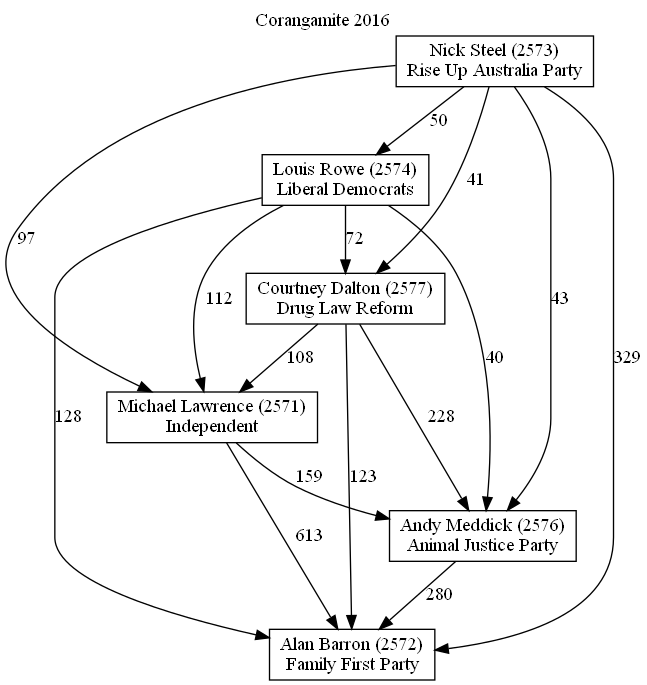 Corangamite 2016
Nick Steel (2573)
Rise Up Australia Party
50
41
Louis Rowe (2574)
Liberal Democrats
97
72
112
43
40
329
Courtney Dalton (2577)
Drug Law Reform
108
128
228
Michael Lawrence (2571)
Independent
159
123
613
Andy Meddick (2576)
Animal Justice Party
280
Alan Barron (2572)
Family First Party